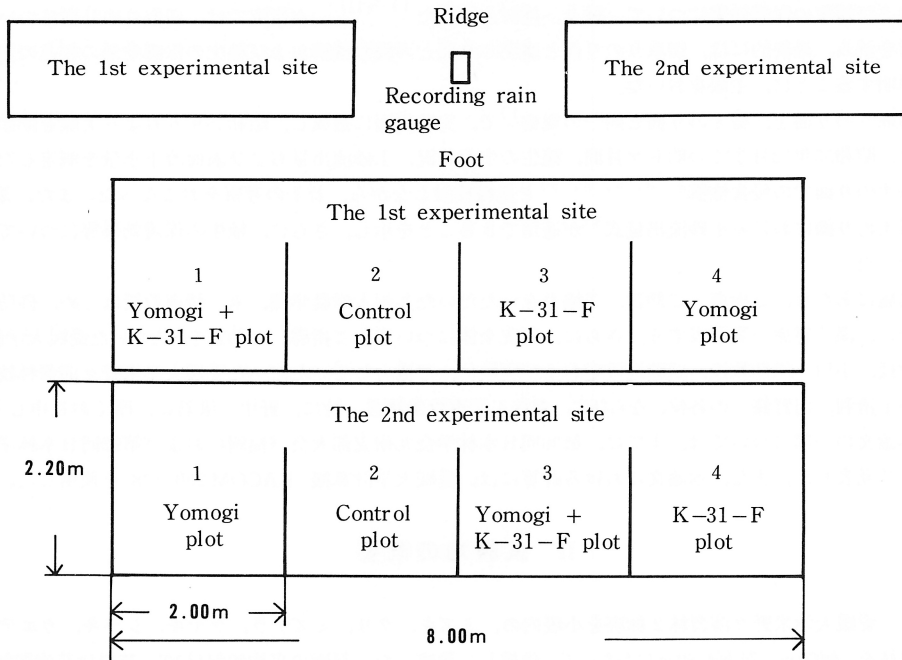 Ridge
The 1st experimental site
The 2nd experimental site
Recording rain
gauge
Foot
The 1st experimental site
1
Yomogi +
K-31-F plot
2
Control
plot
3
K-31-F
plot
4
Yomogi
plot
The 2nd experimental site
1
Yomogi
plot
2
Control
plot
3
Yomogi +
K-31-F plot
4
K-31-F
plot
2.20m
2.00m
8.00m